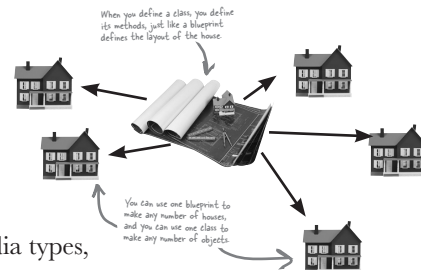 When you define a class, you define
its methods, just like a blueprint
defines the layout of the house.
You can use one blueprint to
make any number of houses,
and you can use one class to
make any number of objects.
lia types,